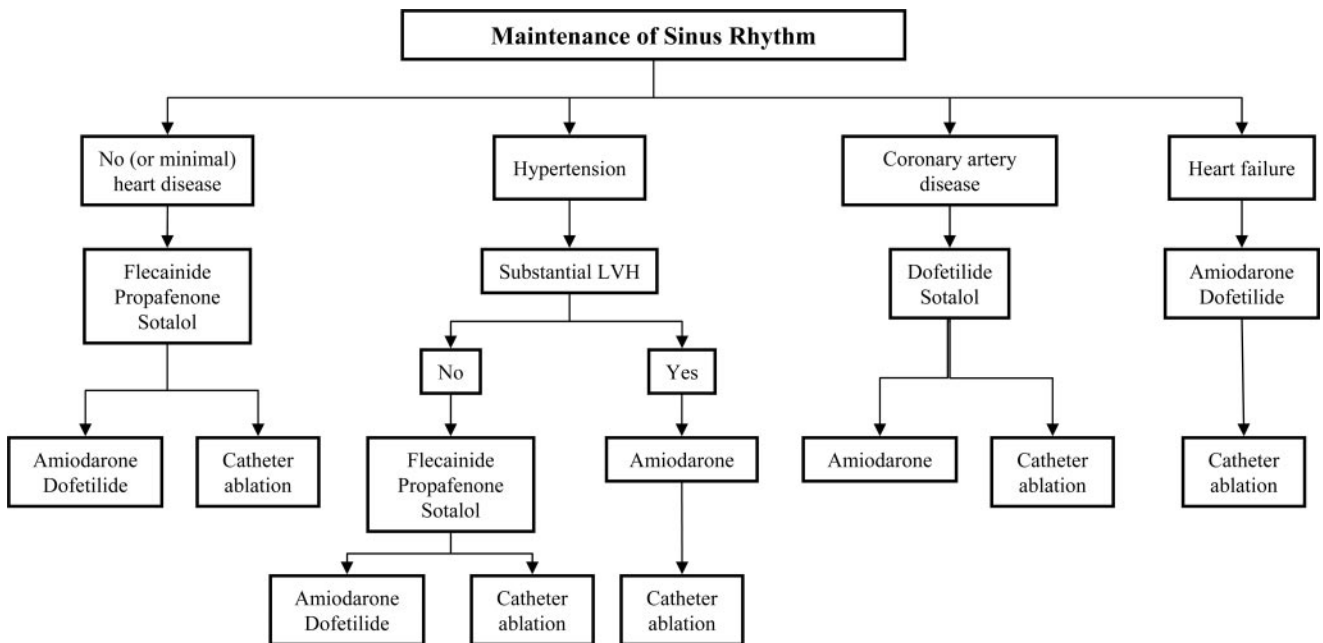 Maintenance of Sinus Rhythm
No (or minimal)
heart disease
Hypertension
Coronary artery
disease
Heart failure
Flecainide
Propafenone
Sotalol
Substantial LVH
Dofetilide
Sotalol
Amiodarone
Dofetilide
No
Yes
Amiodarone
Dofetilide
Catheter
ablation
Flecainide
Propafenone
Sotalol
Amiodarone
Amiodarone
Catheter
ablation
Catheter
ablation
Amiodarone
Dofetilide
Catheter
ablation
Catheter
ablation